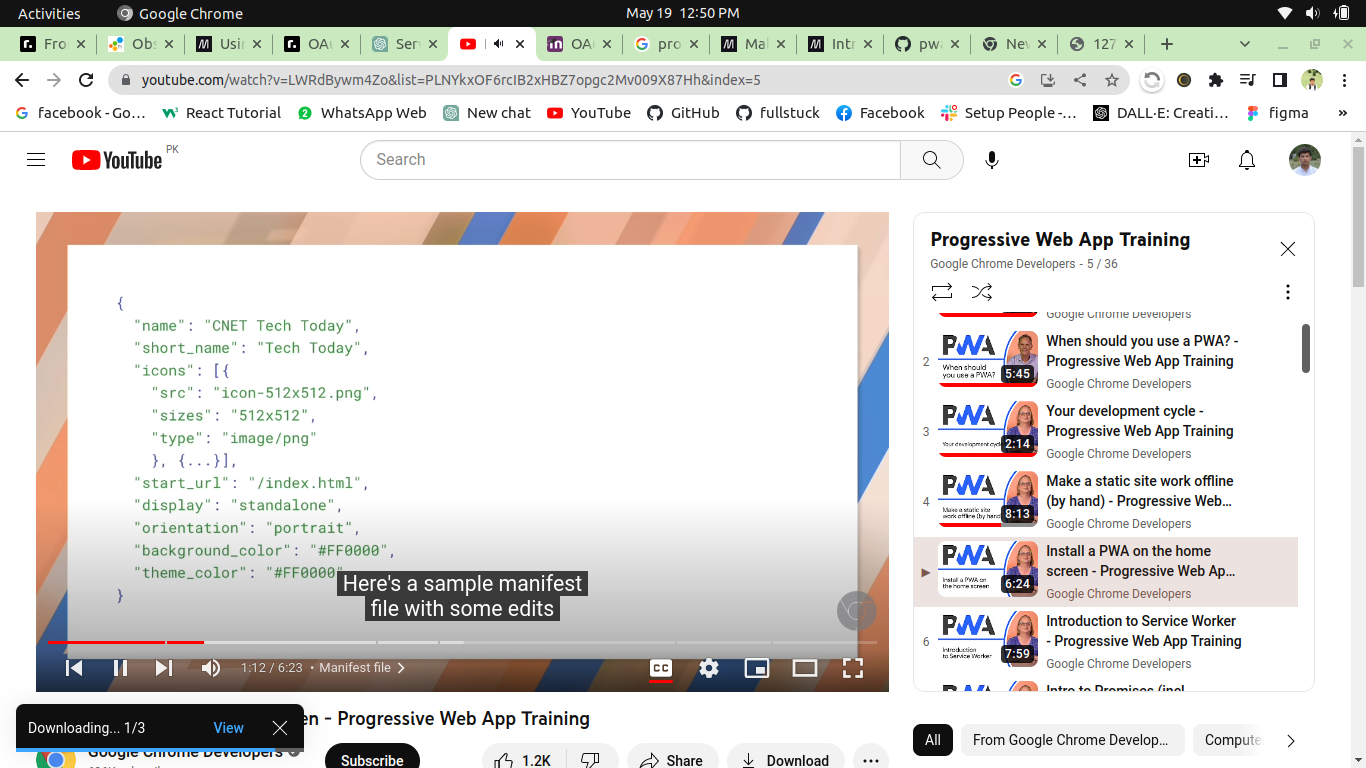 Activities
Google Chrome
May 19 12:50 PM
Fro
Obs
Usin
OAu
Serv
OAu
pro
Mal
Intr
pwa
Nev
127
youtube.com/watch?v=LWRdBywm4Zo&list=PLNYkxOF6rcIB2xHBZ7opgc2Mv009X87Hh&index=5
facebook - Go…
React Tutorial
WhatsApp Web
New chat
YouTube
GitHub
fullstuck
Facebook
Setup People -…
DALL·E: Creati…
figma
»
YouTube PK
Search
{
"name": "CNET Tech Today",
"short_name": "Tech Today",
"icons": [{
"src": "icon-512x512.png",
"sizes": "512x512",
"type": "image/png"
}, {...}],
"start_url": "/index.html",
"display": "standalone",
"orientation": "portrait",
"background_color": "#FF0000",
"theme_color": "#FF0000"
}
Here's a sample manifest
file with some edits
1:12 / 6:23 • Manifest file
CC
Progressive Web App Training
Google Chrome Developers - 5 / 36
Google Chrome Developers
2
PWA
When should
you use a PWA?
5:45
When should you use a PWA? -
Progressive Web App Training
Google Chrome Developers
3
PWA
Your development cycle
2:14
Your development cycle -
Progressive Web App Training
Google Chrome Developers
4
PWA
Make a static site
work offline (by hand)
8:13
Make a static site work offline
(by hand) - Progressive Web…
Google Chrome Developers
PWA
Install a PWA on
the home screen
6:24
Install a PWA on the home
screen - Progressive Web Ap…
Google Chrome Developers
6
PWA
Introduction
to Service Worker
7:59
Introduction to Service Worker
- Progressive Web App Training
Google Chrome Developers
PWA
Intro to Promises (incl
en - Progressive Web App Training
Downloading... 1/3
View
Google Chrome Developers
Subscribe
1.2K
Share
Download
All
From Google Chrome Develop…
Compute